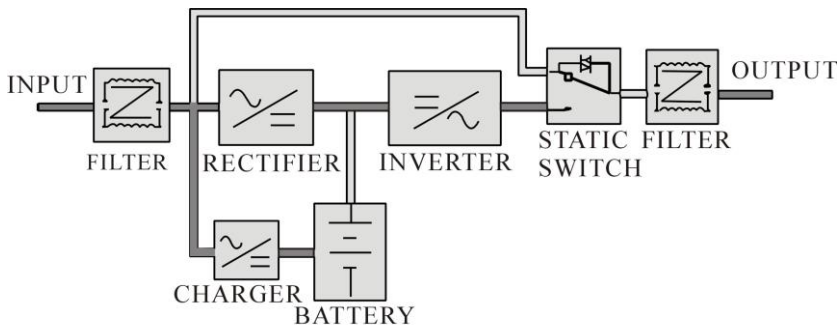 INPUT
OUTPUT
FILTER
RECTIFIER
INVERTER
STATIC
SWITCH
FILTER
CHARGER
BATTERY